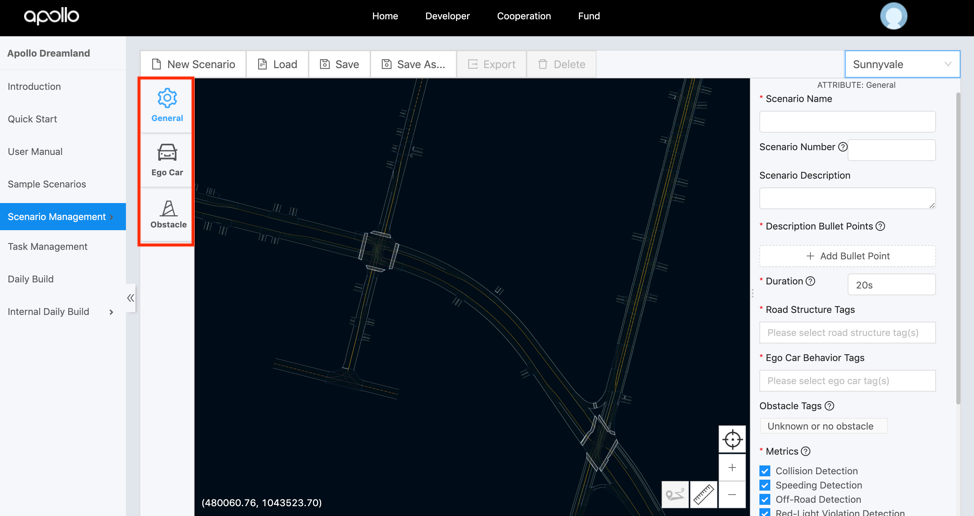 apollo
Home Developer Cooperation Fund
Apollo Dreamland
Introduction
Quick Start
User Manual
Sample Scenarios
Scenario Management
Task Management
Daily Build
Internal Daily Build
New Scenario Load Save Save As... Export Delete
Sunnyvale
General
Ego Car
Obstacle
(480060.76, 1043523.70)
ATTRIBUTE: General
* Scenario Name
Scenario Number
Scenario Description
* Description Bullet Points
+ Add Bullet Point
* Duration
20s
* Road Structure Tags
Please select road structure tag(s)
* Ego Car Behavior Tags
Please select ego car tag(s)
Obstacle Tags
Unknown or no obstacle
* Metrics
Collision Detection
Speeding Detection
Off-Road Detection
Red-Light Violation Detection